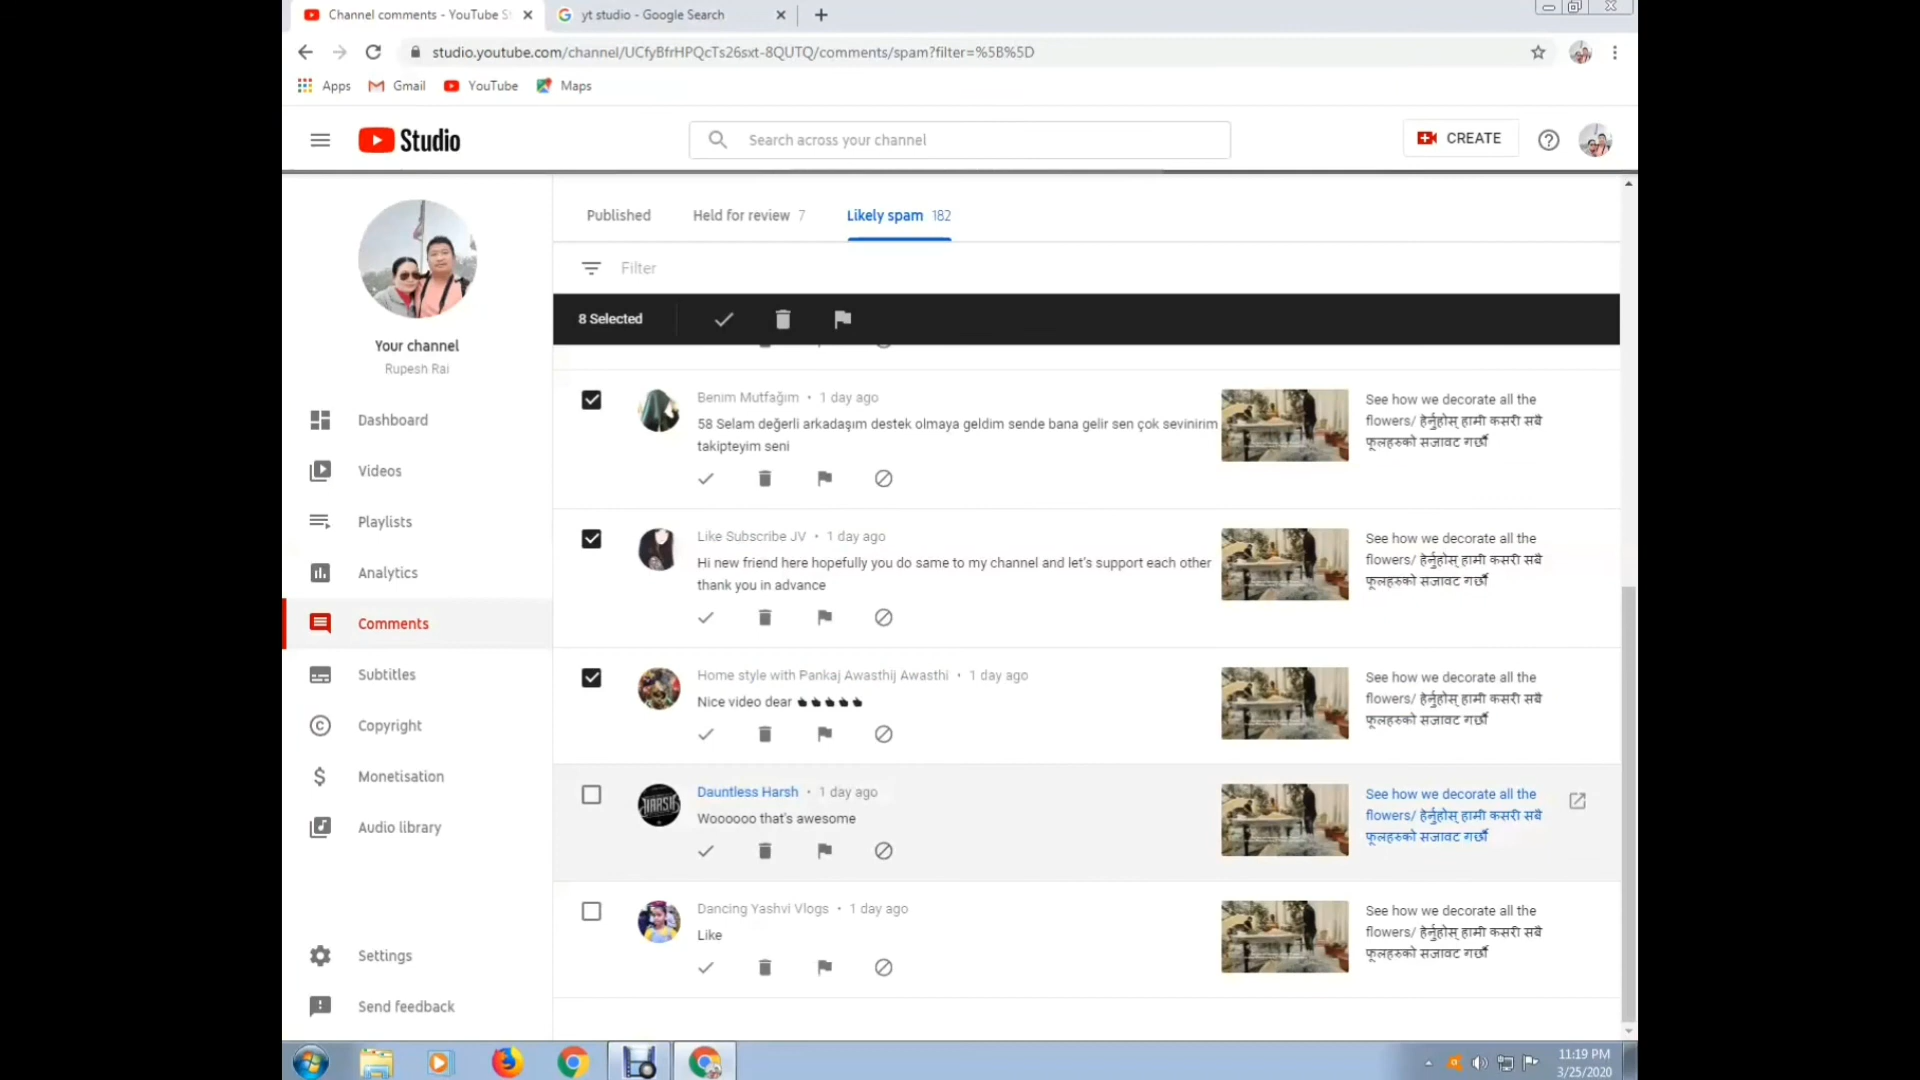 Channel comments - YouTube S
yt studio - Google Search
studio.youtube.com/channel/UCfyBfrHPQcTs26sxt-8QUTQ/comments/spam?filter=%5B%5D
Apps
Gmail
YouTube
Maps
Studio
Search across your channel
CREATE
Your channel
Rupesh Rai
Dashboard
Videos
Playlists
Analytics
Comments
Subtitles
Copyright
Monetisation
Audio library
Settings
Send feedback
Published
Held for review 7
Likely spam 182
Filter
8 Selected
Benim Mutfağım • 1 day ago
58 Selam değerli arkadaşım destek olmaya geldim sende bana gelir sen çok sevinirim
takipteyim seni
See how we decorate all the
flowers/ हेर्नुहोस् हामी कसरी सबै
फूलहरुको सजावट गर्छौं
Like Subscribe JV • 1 day ago
Hi new friend here hopefully you do same to my channel and let's support each other
thank you in advance
See how we decorate all the
flowers/ हेर्नुहोस् हामी कसरी सबै
फूलहरुको सजावट गर्छौं
Home style with Pankaj Awasthij Awasthi • 1 day ago
Nice video dear
See how we decorate all the
flowers/ हेर्नुहोस् हामी कसरी सबै
फूलहरुको सजावट गर्छौं
Dauntless Harsh • 1 day ago
Woooooo that's awesome
See how we decorate all the
flowers/ हेर्नुहोस् हामी कसरी सबै
फूलहरुको सजावट गर्छौं
Dancing Yashvi Vlogs • 1 day ago
Like
See how we decorate all the
flowers/ हेर्नुहोस् हामी कसरी सबै
फूलहरुको सजावट गर्छौं
11:19 PM
3/25/2020